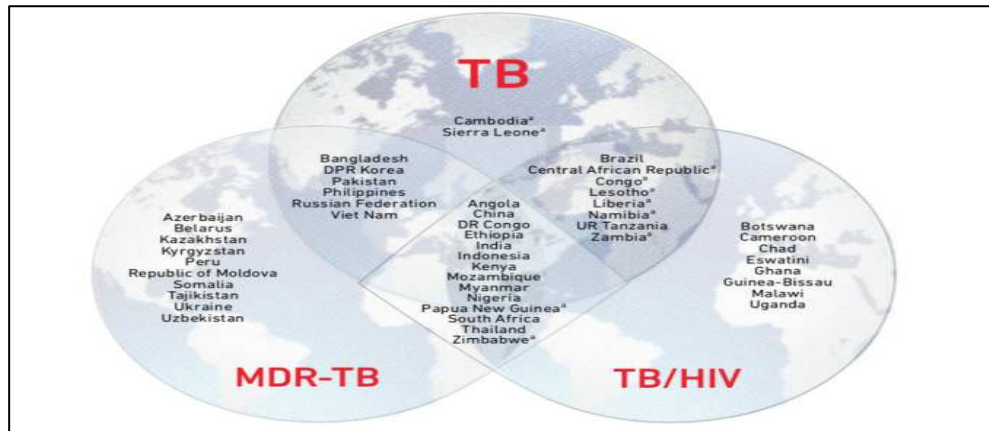 TB
Cambodiaª
Sierra Leoneª
Bangladesh
DPR Korea
Pakistan
Philippines
Russian Federation
Viet Nam
Brazil
Central African Republicª
Congoª
Lesothoª
Liberiaª
Namibiaª
UR Tanzania
Zambiaª
Azerbaijan
Belarus
Kazakhstan
Kyrgyzstan
Peru
Republic of Moldova
Somalia
Tajikistan
Ukraine
Uzbekistan
Angola
China
DR Congo
Ethiopia
India
Indonesia
Kenya
Mozambique
Myanmar
Nigeria
Papua New Guineaª
South Africa
Thailand
Zimbabweª
Botswana
Cameroon
Chad
Eswatini
Ghana
Guinea-Bissau
Malawi
Uganda
MDR-TB
TB/HIV